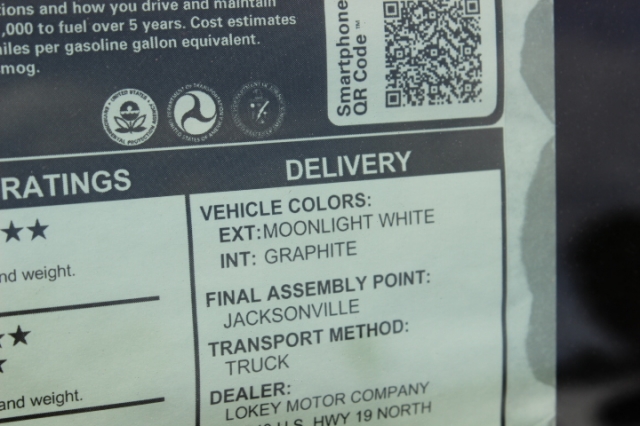 tions and how you drive and maintain
,000 to fuel over 5 years. Cost estimates
miles per gasoline gallon equivalent.
smog.
Smartphone
QR Code™
RATINGS
★★
nd weight.
★
★
and weight.
DELIVERY
VEHICLE COLORS:
EXT:MOONLIGHT WHITE
INT: GRAPHITE
FINAL ASSEMBLY POINT:
JACKSONVILLE
TRANSPORT METHOD:
TRUCK
DEALER:
LOKEY MOTOR COMPANY
U.S. HWY 19 NORTH